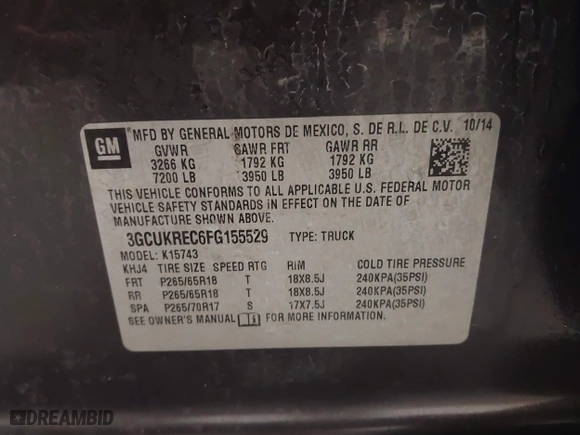 GM
MFD BY GENERAL MOTORS DE MEXICO, S. DE R.L. DE C.V. 10/14
GVWR GAWR FRT GAWR RR
3266 KG 1792 KG 1792 KG
7200 LB 3950 LB 3950 LB
THIS VEHICLE CONFORMS TO ALL APPLICABLE U.S. FEDERAL MOTOR
VEHICLE SAFETY STANDARDS IN EFFECT ON THE DATE OF
MANUFACTURE SHOWN ABOVE.
3GCUKREC6FG155529 TYPE: TRUCK
MODEL: K15743
KHJ4 TIRE SIZE SPEED RTG RIM COLD TIRE PRESSURE
FRT P265/65R18 T 18X8.5J 240KPA(35PSI)
RR P265/65R18 T 18X8.5J 240KPA(35PSI)
SPA P265/70R17 S 17X7.5J 240KPA(35PSI)
SEE OWNER'S MANUAL FOR MORE INFORMATION.
DREAMBID